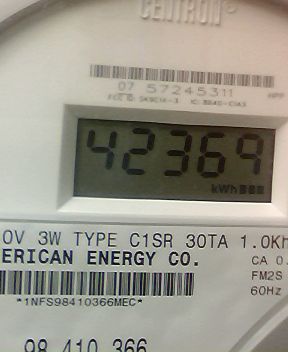 CENTRON®
07 57245311
42369
kWh
0V 3W TYPE C1SR 30TA 1.0Kh
ERICAN ENERGY CO.
CA 0.
FM2S
*1NFS98410366MEC*
60Hz
98 410 366